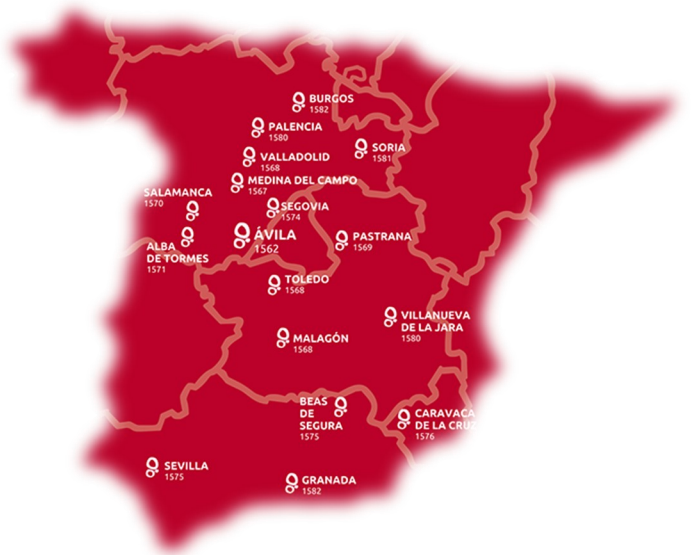 BURGOS
1582
PALENCIA
1580
SORIA
1581
VALLADOLID
1568
MEDINA DEL CAMPO
1567
SALAMANCA
1570
SEGOVIA
1574
ÁVILA
1562
PASTRANA
1569
ALBA
DE TORMES
1571
TOLEDO
1568
VILLANUEVA
DE LA JARA
1580
MALAGÓN
1568
BEAS
DE
SEGURA
1575
CARAVACA
DE LA CRUZ
1576
SEVILLA
1575
GRANADA
1582